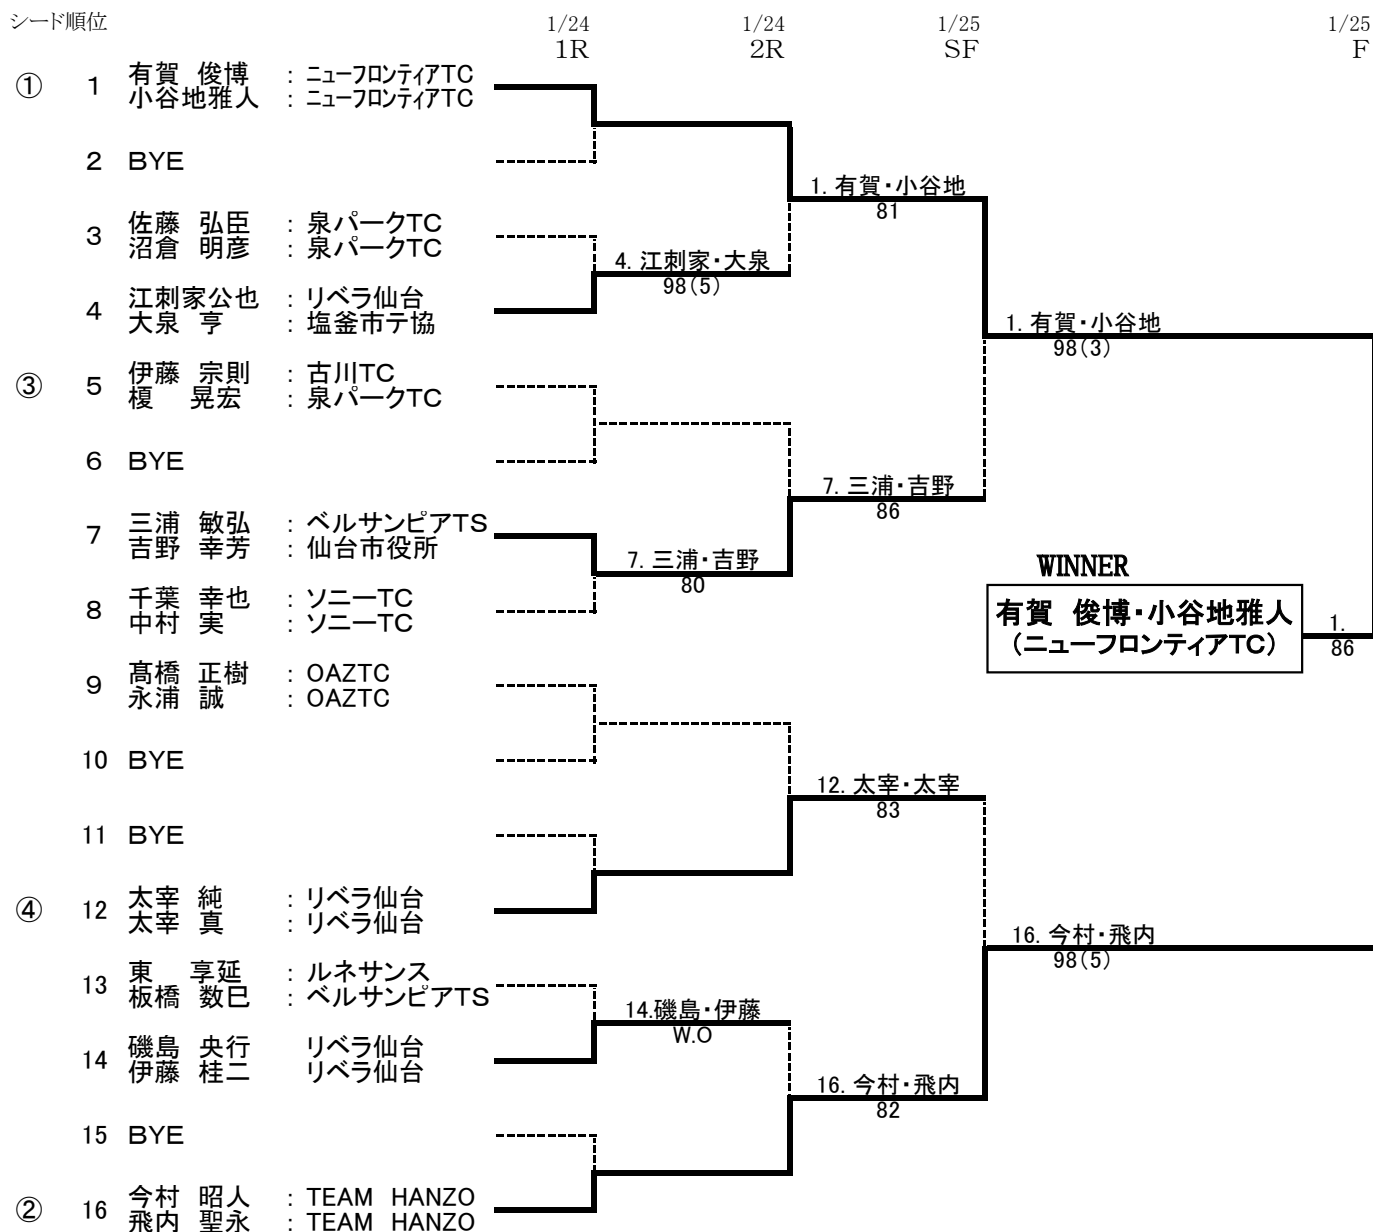 シード順位
1/24 1/24 1/25 1/25
1R 2R SF F
① 1 有賀 俊博 : ニューフロンティアTC
小谷地雅人 : ニューフロンティアTC
2 BYE
1. 有賀・小谷地
81
3 佐藤 弘臣 : 泉パークTC
沼倉 明彦 : 泉パークTC
4. 江刺家・大泉
98(5)
4 江刺家公也 : リベラ仙台
大泉 亨 : 塩釜市テ協
1. 有賀・小谷地
98(3)
③ 5 伊藤 宗則 : 古川TC
榎 晃宏 : 泉パークTC
6 BYE
7. 三浦・吉野
86
7 三浦 敏弘 : ベルサンピアTS
吉野 幸芳 : 仙台市役所
7. 三浦・吉野
80
WINNER
有賀 俊博・小谷地雅人
(ニューフロンティアTC)
1.
86
8 千葉 幸也 : ソニーTC
中村 実 : ソニーTC
9 髙橋 正樹 : OAZTC
永浦 誠 : OAZTC
10 BYE
12. 太宰・太宰
83
11 BYE
④ 12 太宰 純 : リベラ仙台
太宰 真 : リベラ仙台
16. 今村・飛内
98(5)
13 東 享延 : ルネサンス
板橋 数巳 : ベルサンピアTS
14.磯島・伊藤
W.O
14 磯島 央行 リベラ仙台
伊藤 桂二 リベラ仙台
16. 今村・飛内
82
15 BYE
② 16 今村 昭人 : TEAM HANZO
飛内 聖永 : TEAM HANZO